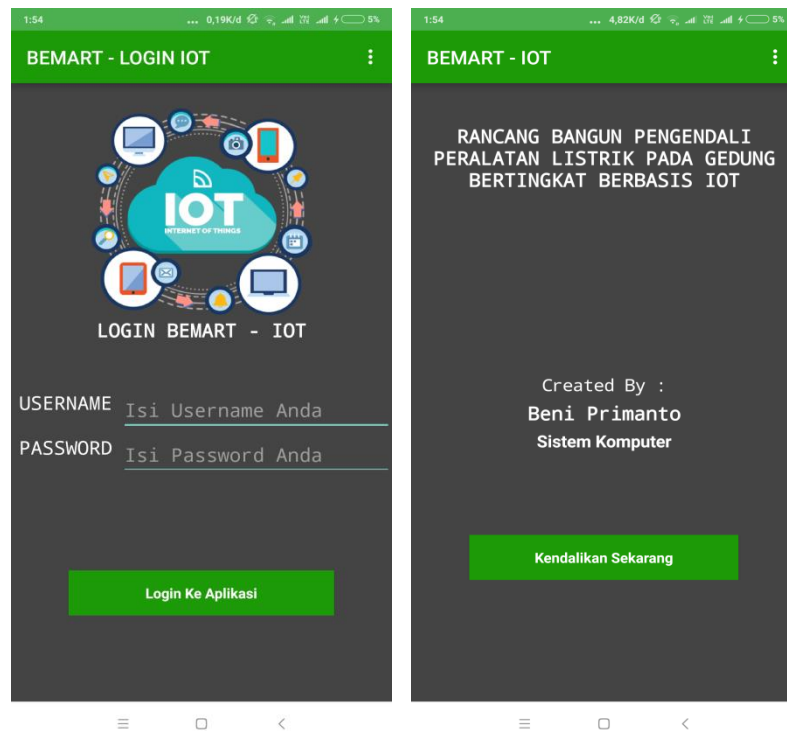 1:54
... 0,19K/d 5%
BEMART - LOGIN IOT
IOT
INTERNET OF THINGS
LOGIN BEMART - IOT
USERNAME Isi Username Anda
PASSWORD Isi Password Anda
Login Ke Aplikasi
1:54
... 4,82K/d 5%
BEMART - IOT
RANCANG BANGUN PENGENDALI
PERALATAN LISTRIK PADA GEDUNG
BERTINGKAT BERBASIS IOT
Created By :
Beni Primanto
Sistem Komputer
Kendalikan Sekarang